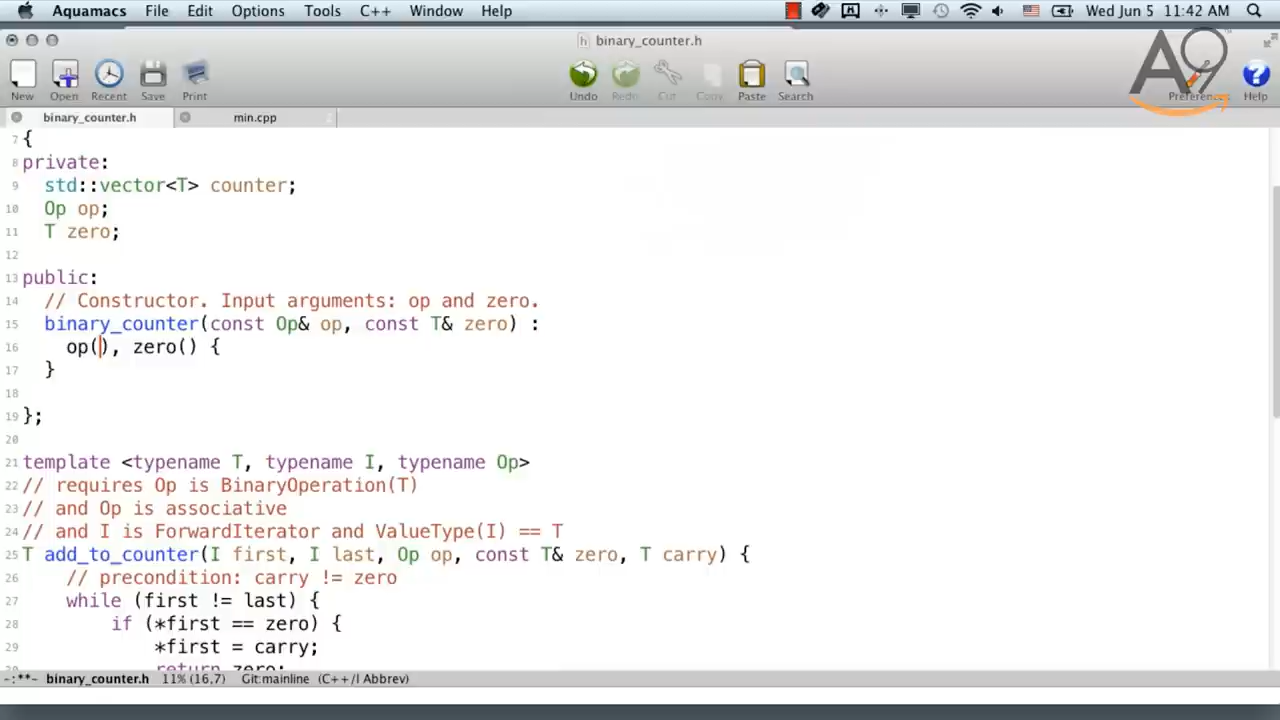 Aquamacs File Edit Options Tools C++ Window Help Wed Jun 5 11:42 AM
binary_counter.h
New Open Recent Save Print Undo Redo Cut Copy Paste Search Preferences Help
A9
binary_counter.h min.cpp
7 {
8 private:
9 std::vector<T> counter;
10 Op op;
11 T zero;
12
13 public:
14 // Constructor. Input arguments: op and zero.
15 binary_counter(const Op& op, const T& zero) :
16 op(), zero() {
17 }
18
19 };
20
21 template <typename T, typename I, typename Op>
22 // requires Op is BinaryOperation(T)
23 // and Op is associative
24 // and I is ForwardIterator and ValueType(I) == T
25 T add_to_counter(I first, I last, Op op, const T& zero, T carry) {
26 // precondition: carry != zero
27 while (first != last) {
28 if (*first == zero) {
29 *first = carry;
30 return zero;
-:**- binary_counter.h 11% (16,7) Git:mainline (C++/l Abbrev)